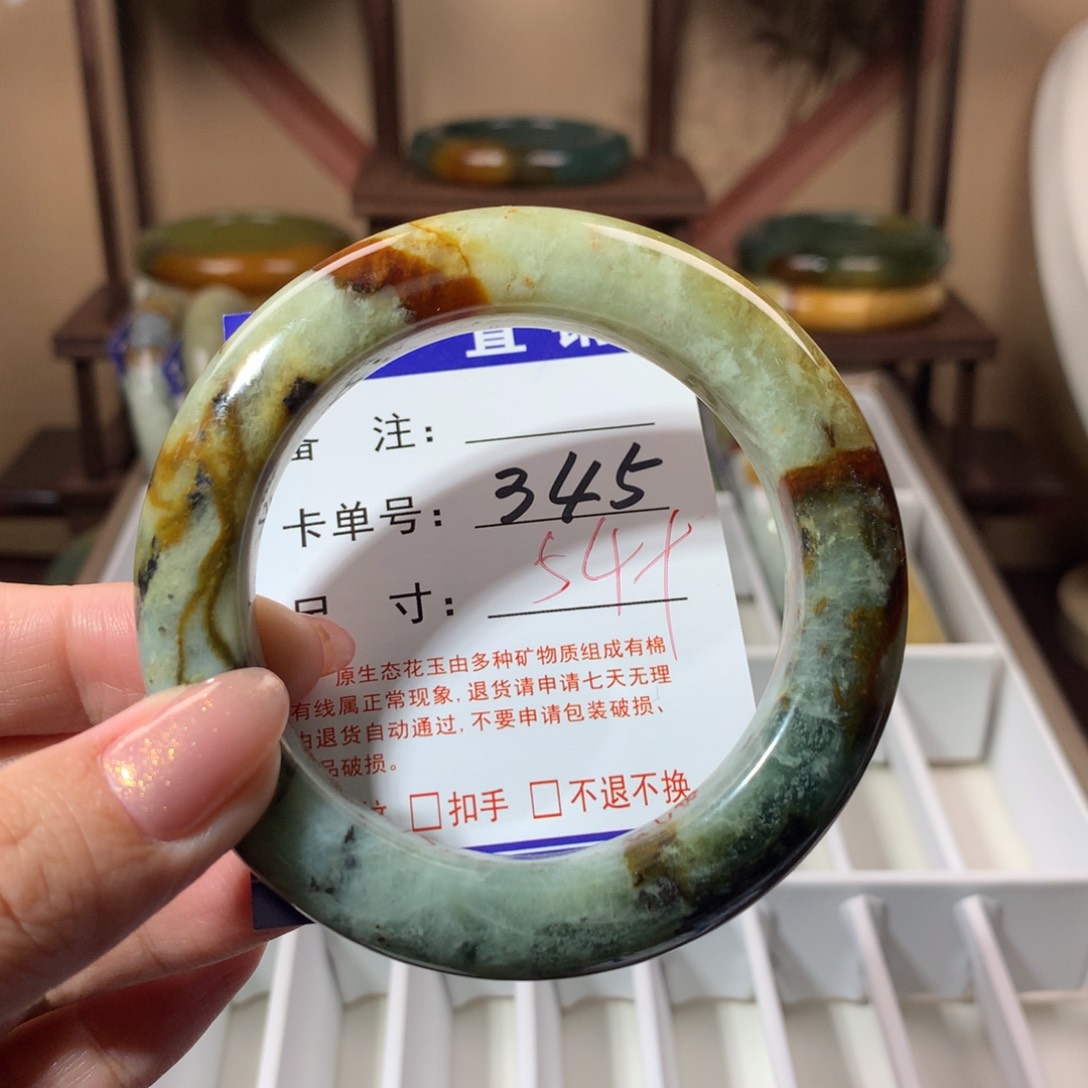 直
备 注：
卡单号： 345
尺 寸： 54
原生态花玉由多种矿物质组成有棉
有线属正常现象，退货请申请七天无理
由退货自动通过，不要申请包装破损、
品破损。
纹 □扣手 □不退不换